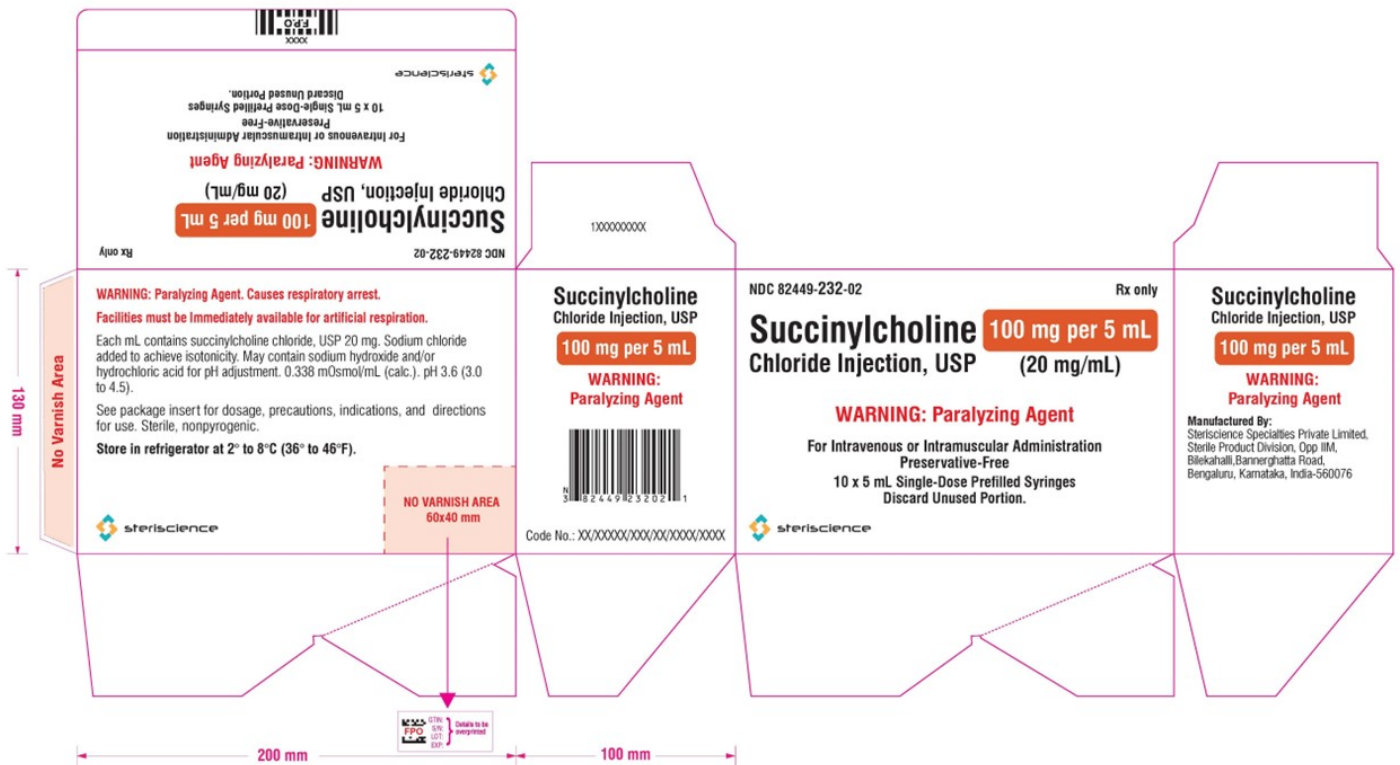 F.P.O
XXXX
steriscience
Discard Unused Portion.
10 x 5 mL Single-Dose Prefilled Syringes
Preservative-Free
For Intravenous or Intramuscular Administration
WARNING: Paralyzing Agent
Succinylcholine 100 mg per 5 mL
Chloride Injection, USP (20 mg/mL)
NDC 82449-232-02 Rx only
No Varnish Area
130 mm
WARNING: Paralyzing Agent. Causes respiratory arrest.
Facilities must be Immediately available for artificial respiration.
Each mL contains succinylcholine chloride, USP 20 mg. Sodium chloride
added to achieve isotonicity. May contain sodium hydroxide and/or
hydrochloric acid for pH adjustment. 0.338 mOsmol/mL (calc.). pH 3.6 (3.0
to 4.5).
See package insert for dosage, precautions, indications, and directions
for use. Sterile, nonpyrogenic.
Store in refrigerator at 2° to 8°C (36° to 46°F).
NO VARNISH AREA
60x40 mm
steriscience
1XXXXXXXXX
Succinylcholine
Chloride Injection, USP
100 mg per 5 mL
WARNING:
Paralyzing Agent
N
3 82449 23202 1
Code No.: XX/XXXXX/XXX/XX/XXXX/XXXX
NDC 82449-232-02 Rx only
Succinylcholine 100 mg per 5 mL
Chloride Injection, USP (20 mg/mL)
WARNING: Paralyzing Agent
For Intravenous or Intramuscular Administration
Preservative-Free
10 x 5 mL Single-Dose Prefilled Syringes
Discard Unused Portion.
steriscience
Succinylcholine
Chloride Injection, USP
100 mg per 5 mL
WARNING:
Paralyzing Agent
Manufactured By:
Steriscience Specialties Private Limited,
Sterile Product Division, Opp IIM,
Bilekahalli,Bannerghatta Road,
Bengaluru, Karnataka, India-560076
FPO
GTIN:
S/N:
LOT:
EXP:
Details to be
overprinted
200 mm
100 mm